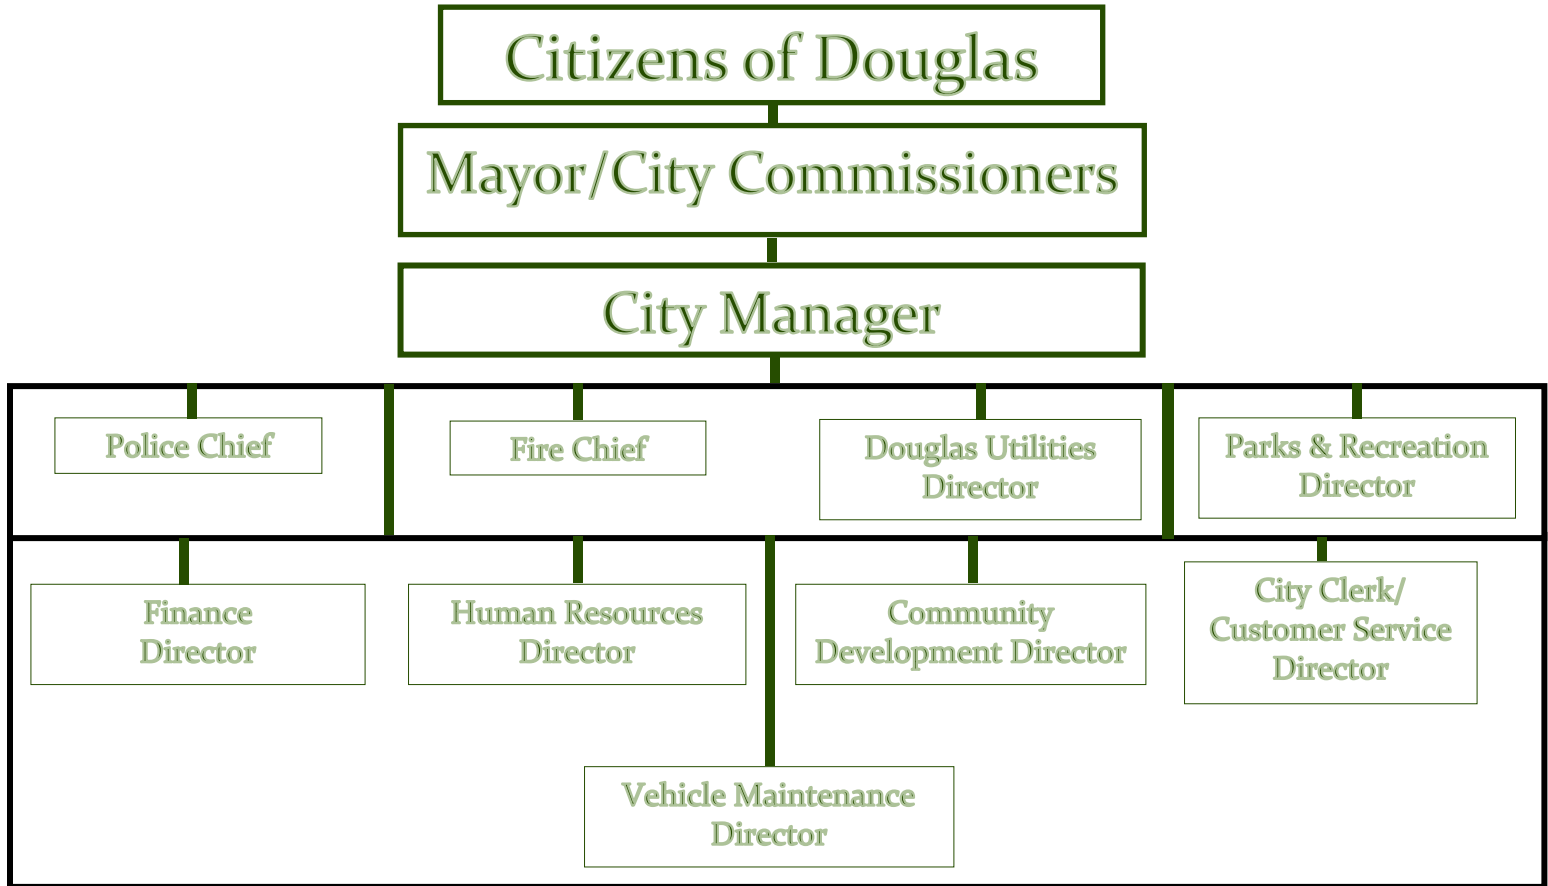 Citizens of Douglas
Mayor/City Commissioners
City Manager
Police Chief
Fire Chief
Douglas Utilities
Director
Parks & Recreation
Director
Finance
Director
Human Resources
Director
Community
Development Director
City Clerk/
Customer Service
Director
Vehicle Maintenance
Director